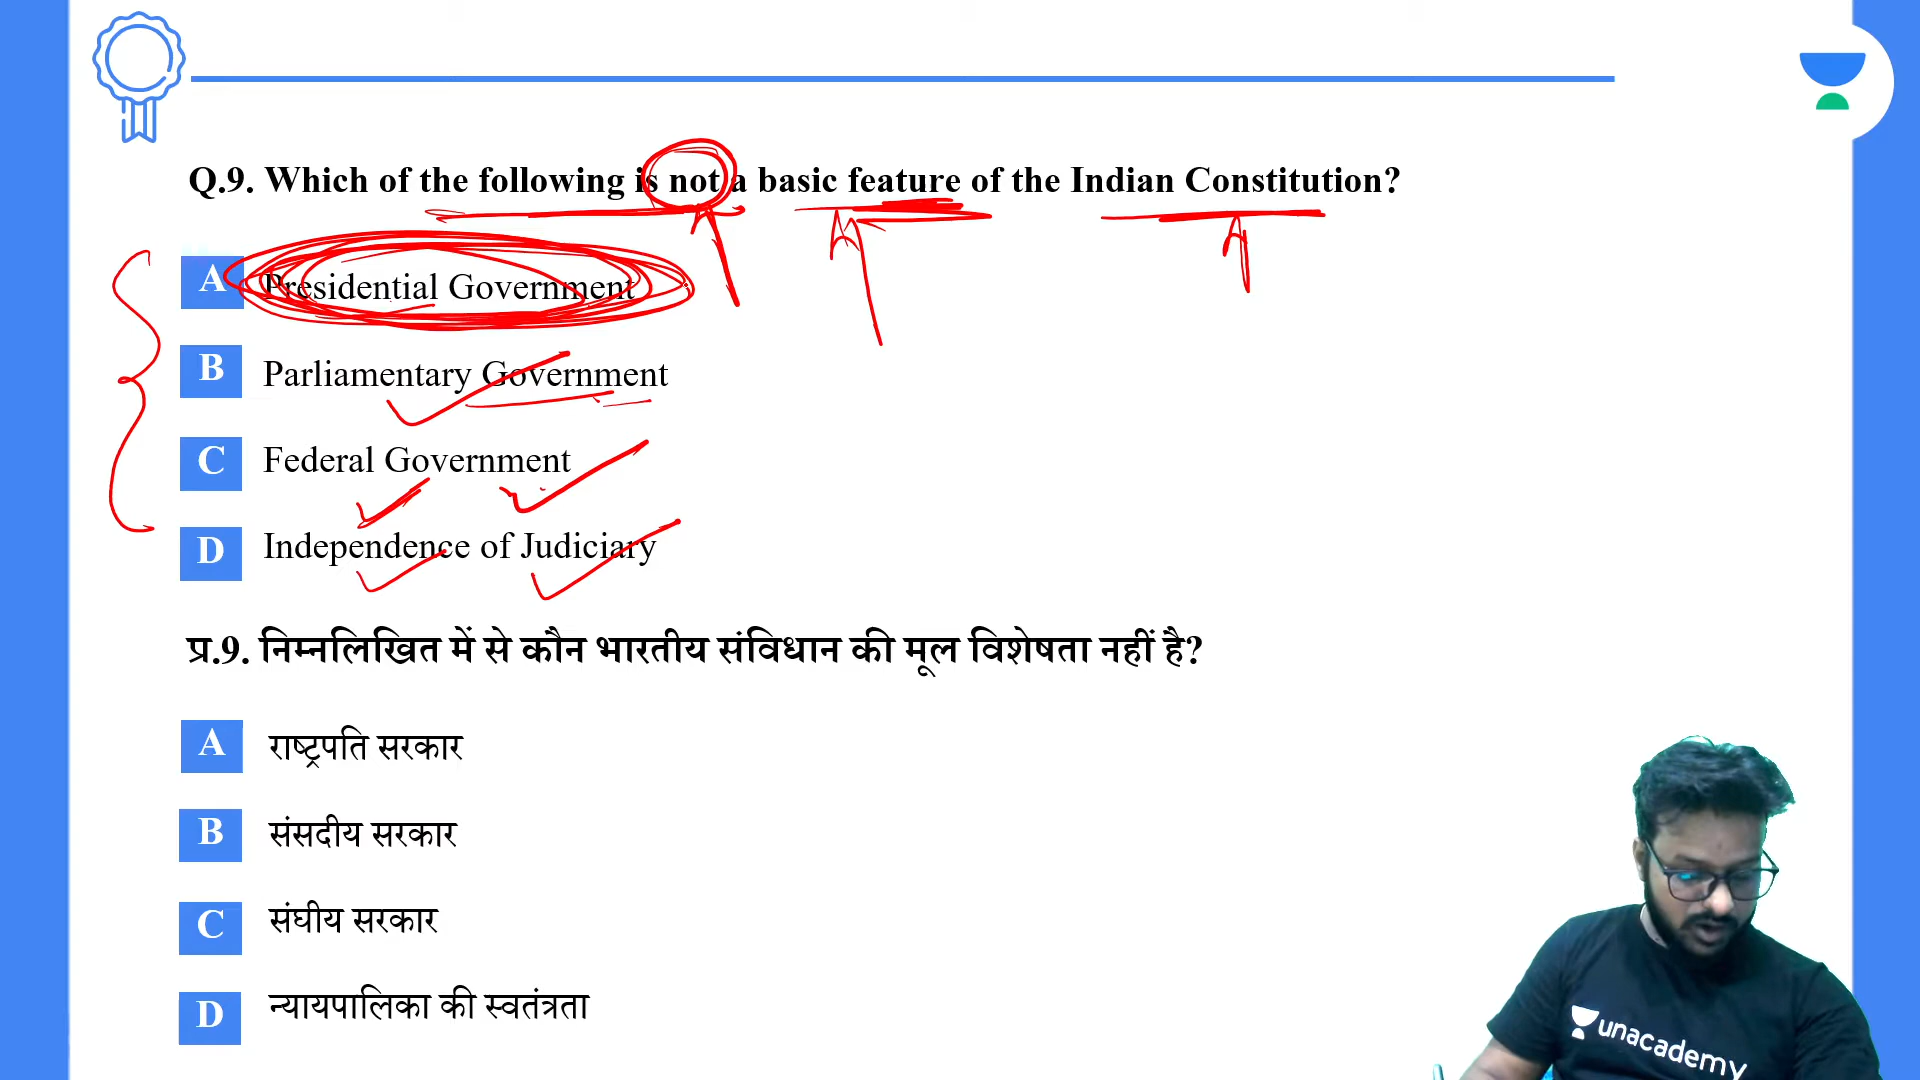 Q.9. Which of the following is not a basic feature of the Indian Constitution?
A Presidential Government
B Parliamentary Government
C Federal Government
D Independence of Judiciary
प्र.9. निम्नलिखित में से कौन भारतीय संविधान की मूल विशेषता नहीं है?
A राष्ट्रपति सरकार
B संसदीय सरकार
C संघीय सरकार
D न्यायपालिका की स्वतंत्रता
unacademy